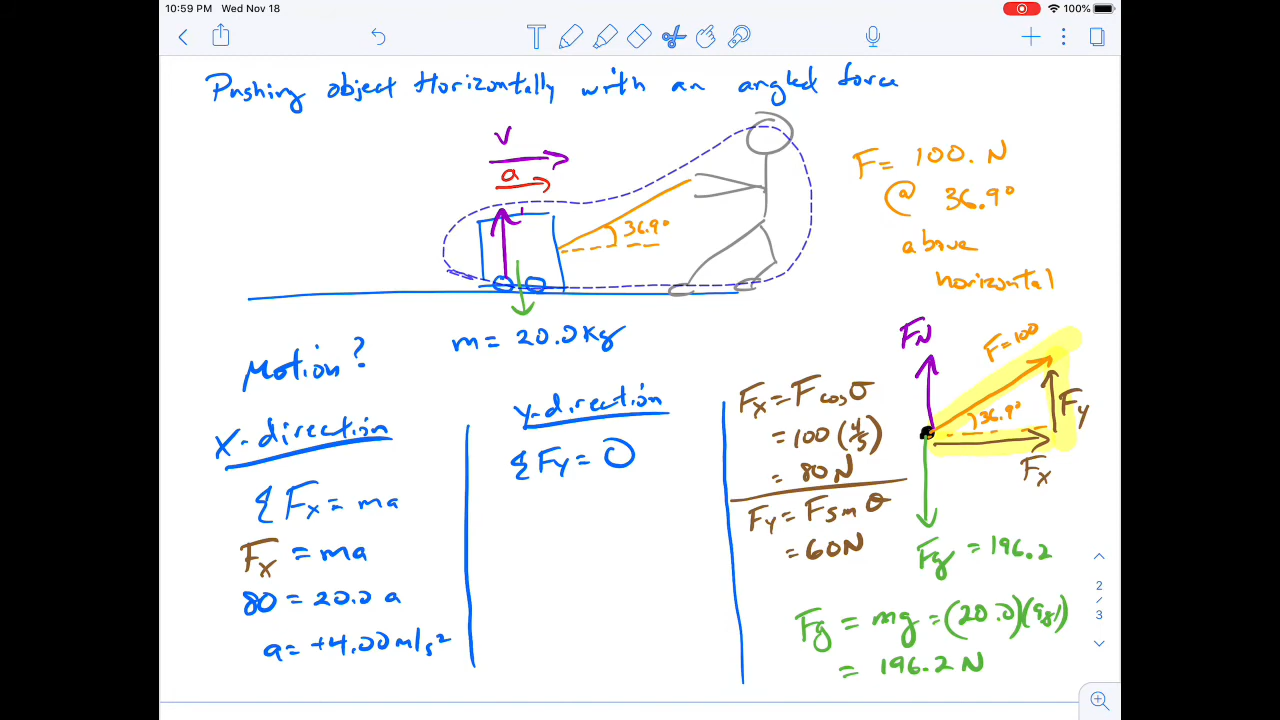 10:59 PM Wed Nov 18
100%
T
Pushing object Horizontally with an angled force
V
a
36.9°
F = 100. N
@ 36.9°
above
horizontal
m = 20.0 kg
Motion?
X-direction
ΣFx = ma
Fx = ma
80 = 20.0 a
a = +4.00 m/s²
y-direction
ΣFy = 0
Fx = F cos θ
= 100 (4/5)
= 80 N
Fy = F sin θ
= 60 N
FN
F = 100
36.9°
Fy
Fx
Fg = 196.2
Fg = mg = (20.0)(9.81)
= 196.2 N
2
/
3